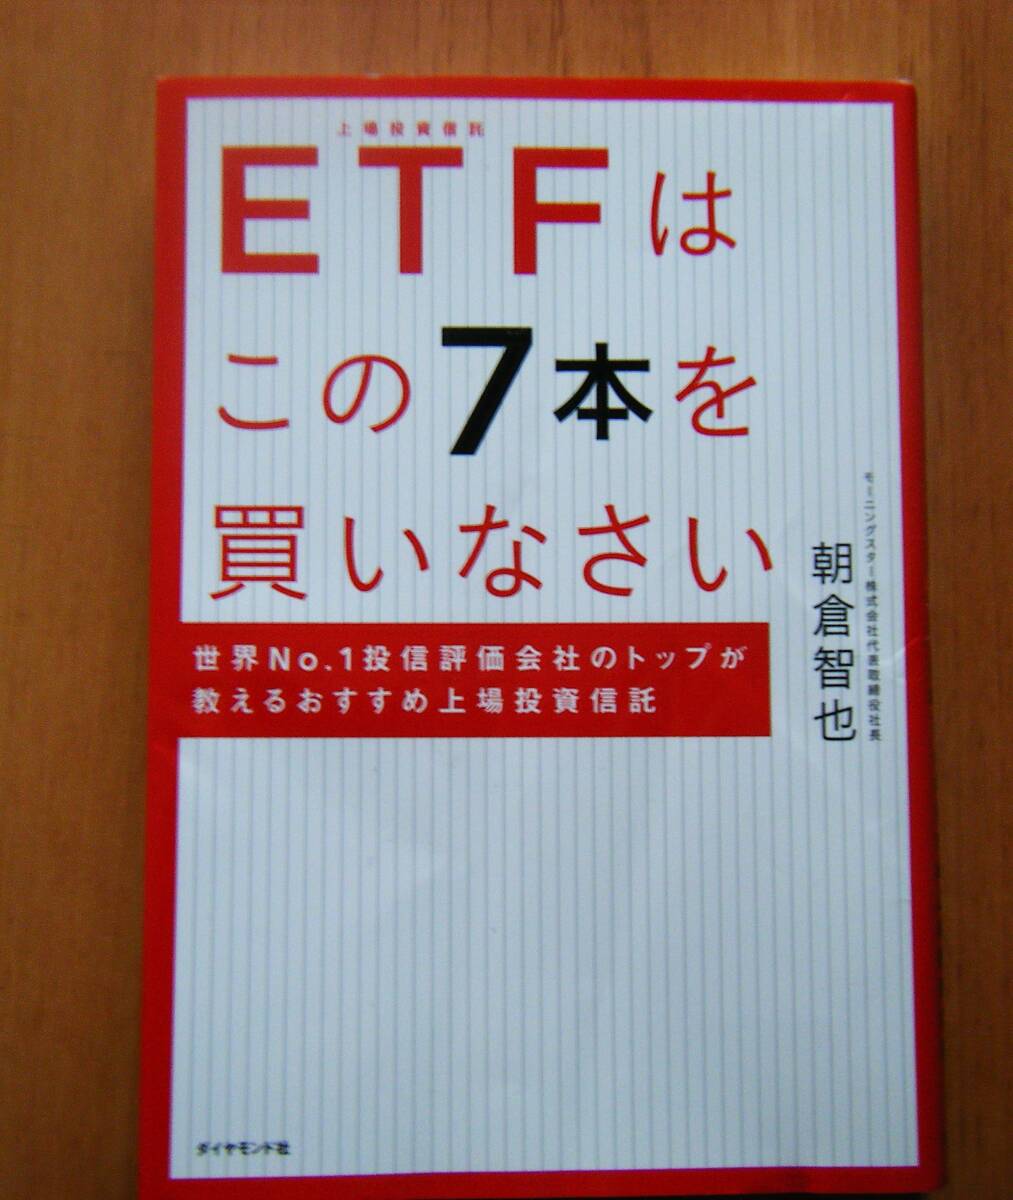 上場投資信託
ETFは
この7本を
買いなさい
世界No.1投信評価会社のトップが
教えるおすすめ上場投資信託
モーニングスター株式会社代表取締役社長
朝倉智也
ダイヤモンド社